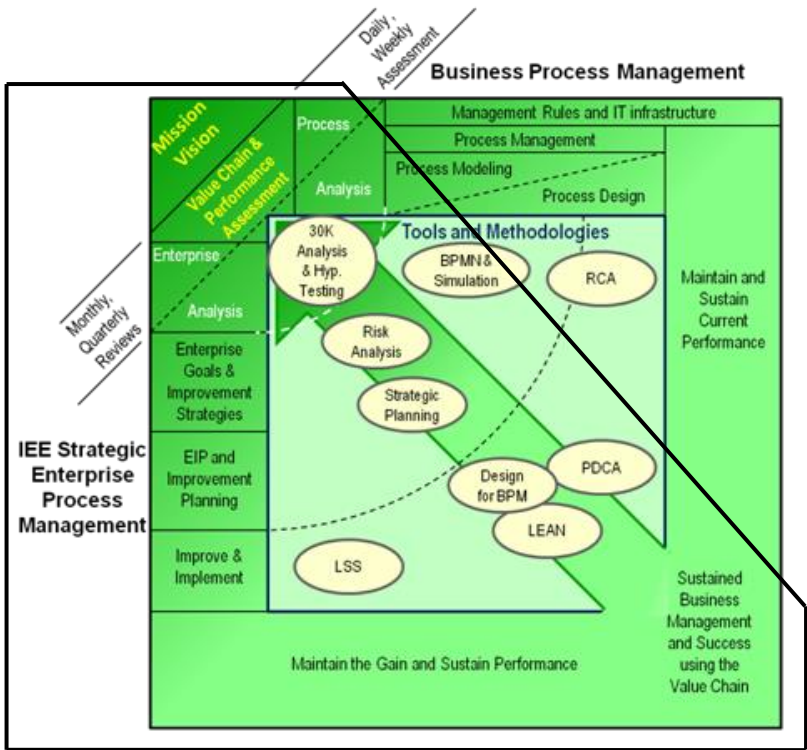 Daily,
Weekly
Assessment
Business Process Management
Mission
Vision
Value Chain &
Performance
Assessment
Process
Analysis
Management Rules and IT infrastructure
Process Management
Process Modeling
Process Design
Enterprise
Analysis
Monthly,
Quarterly
Reviews
Tools and Methodologies
30K
Analysis
& Hyp.
Testing
BPMN &
Simulation
RCA
Maintain and
Sustain
Current
Performance
Risk
Analysis
Strategic
Planning
Enterprise
Goals &
Improvement
Strategies
IEE Strategic
Enterprise
Process
Management
EIP and
Improvement
Planning
Design
for BPM
PDCA
LEAN
Improve &
Implement
LSS
Sustained
Business
Management
and Success
using the
Value Chain
Maintain the Gain and Sustain Performance